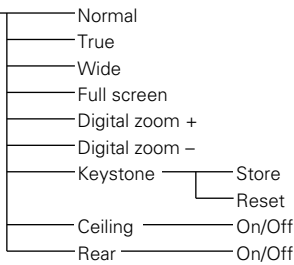 Normal
True
Wide
Full screen
Digital zoom +
Digital zoom –
Keystone Store
Reset
Ceiling On/Off
Rear On/Off